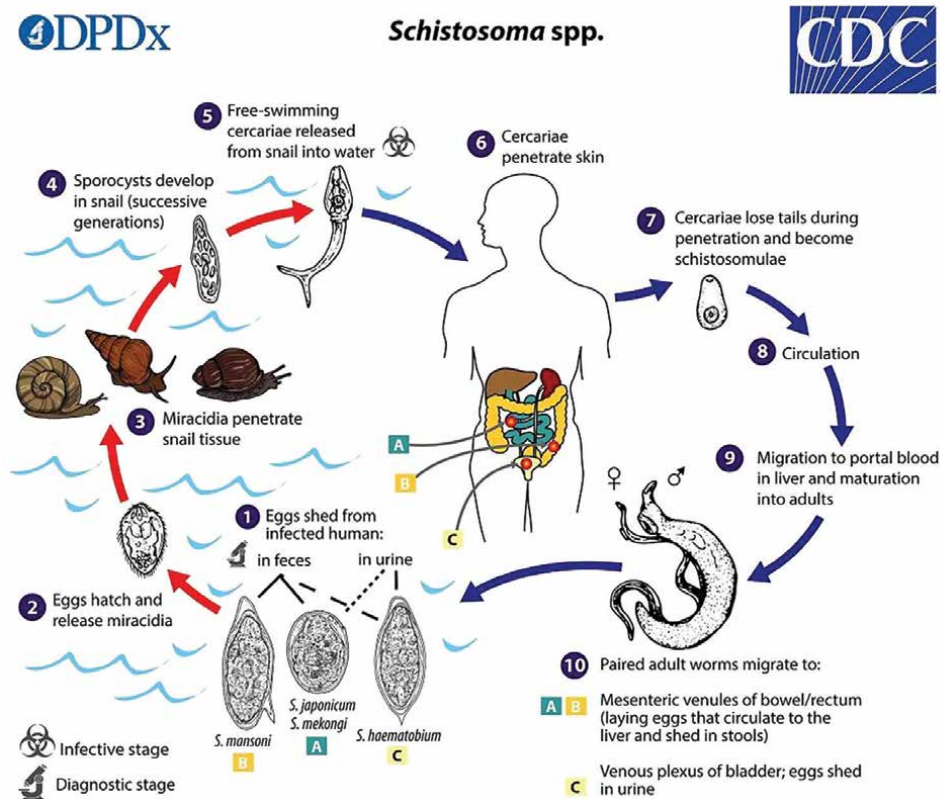 DPDx
Schistosoma spp.
CDC
5 Free-swimming
cercariae released
from snail into water
6 Cercariae
penetrate skin
4 Sporocysts develop
in snail (successive
generations)
7 Cercariae lose tails during
penetration and become
schistosomulae
8 Circulation
3 Miracidia penetrate
snail tissue
A
B
C
9 Migration to portal blood
in liver and maturation
into adults
♀ ♂
1 Eggs shed from
infected human:
in feces
in urine
2 Eggs hatch and
release miracidia
S. mansoni
B
S. japonicum
S. mekongi
A
S. haematobium
C
10 Paired adult worms migrate to:
A B Mesenteric venules of bowel/rectum
(laying eggs that circulate to the
liver and shed in stools)
C Venous plexus of bladder; eggs shed
in urine
Infective stage
Diagnostic stage